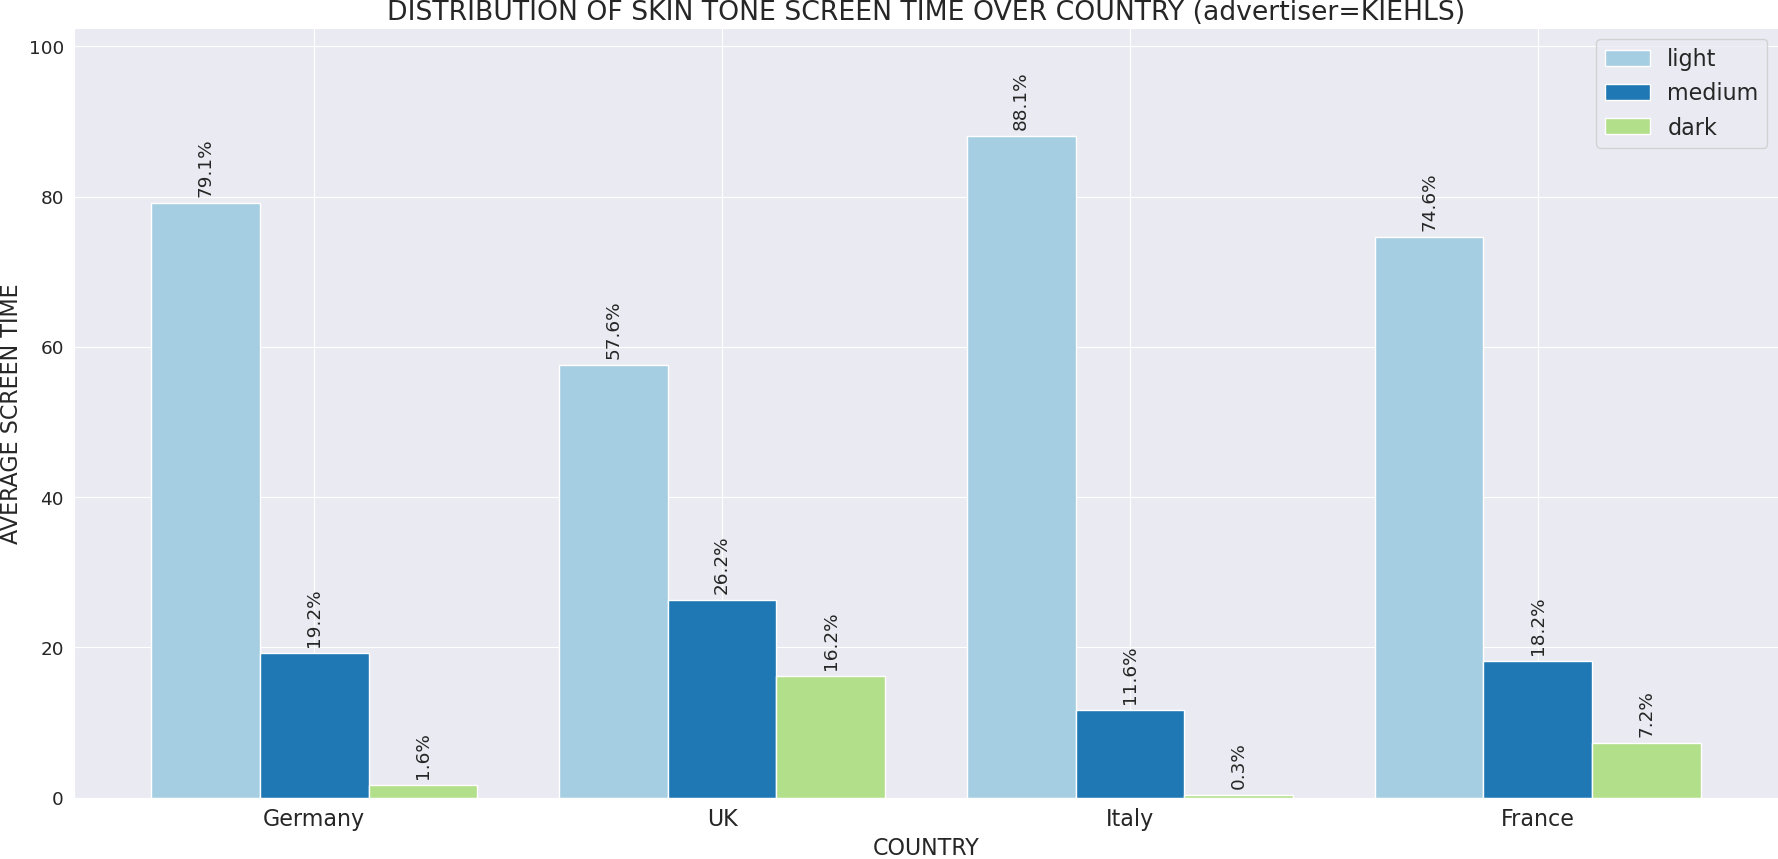 DISTRIBUTION OF SKIN TONE SCREEN TIME OVER COUNTRY (advertiser=KIEHLS)
AVERAGE SCREEN TIME
100
80
60
40
20
0
light
medium
dark
79.1%
19.2%
1.6%
57.6%
26.2%
16.2%
88.1%
11.6%
0.3%
74.6%
18.2%
7.2%
Germany
UK
Italy
France
COUNTRY